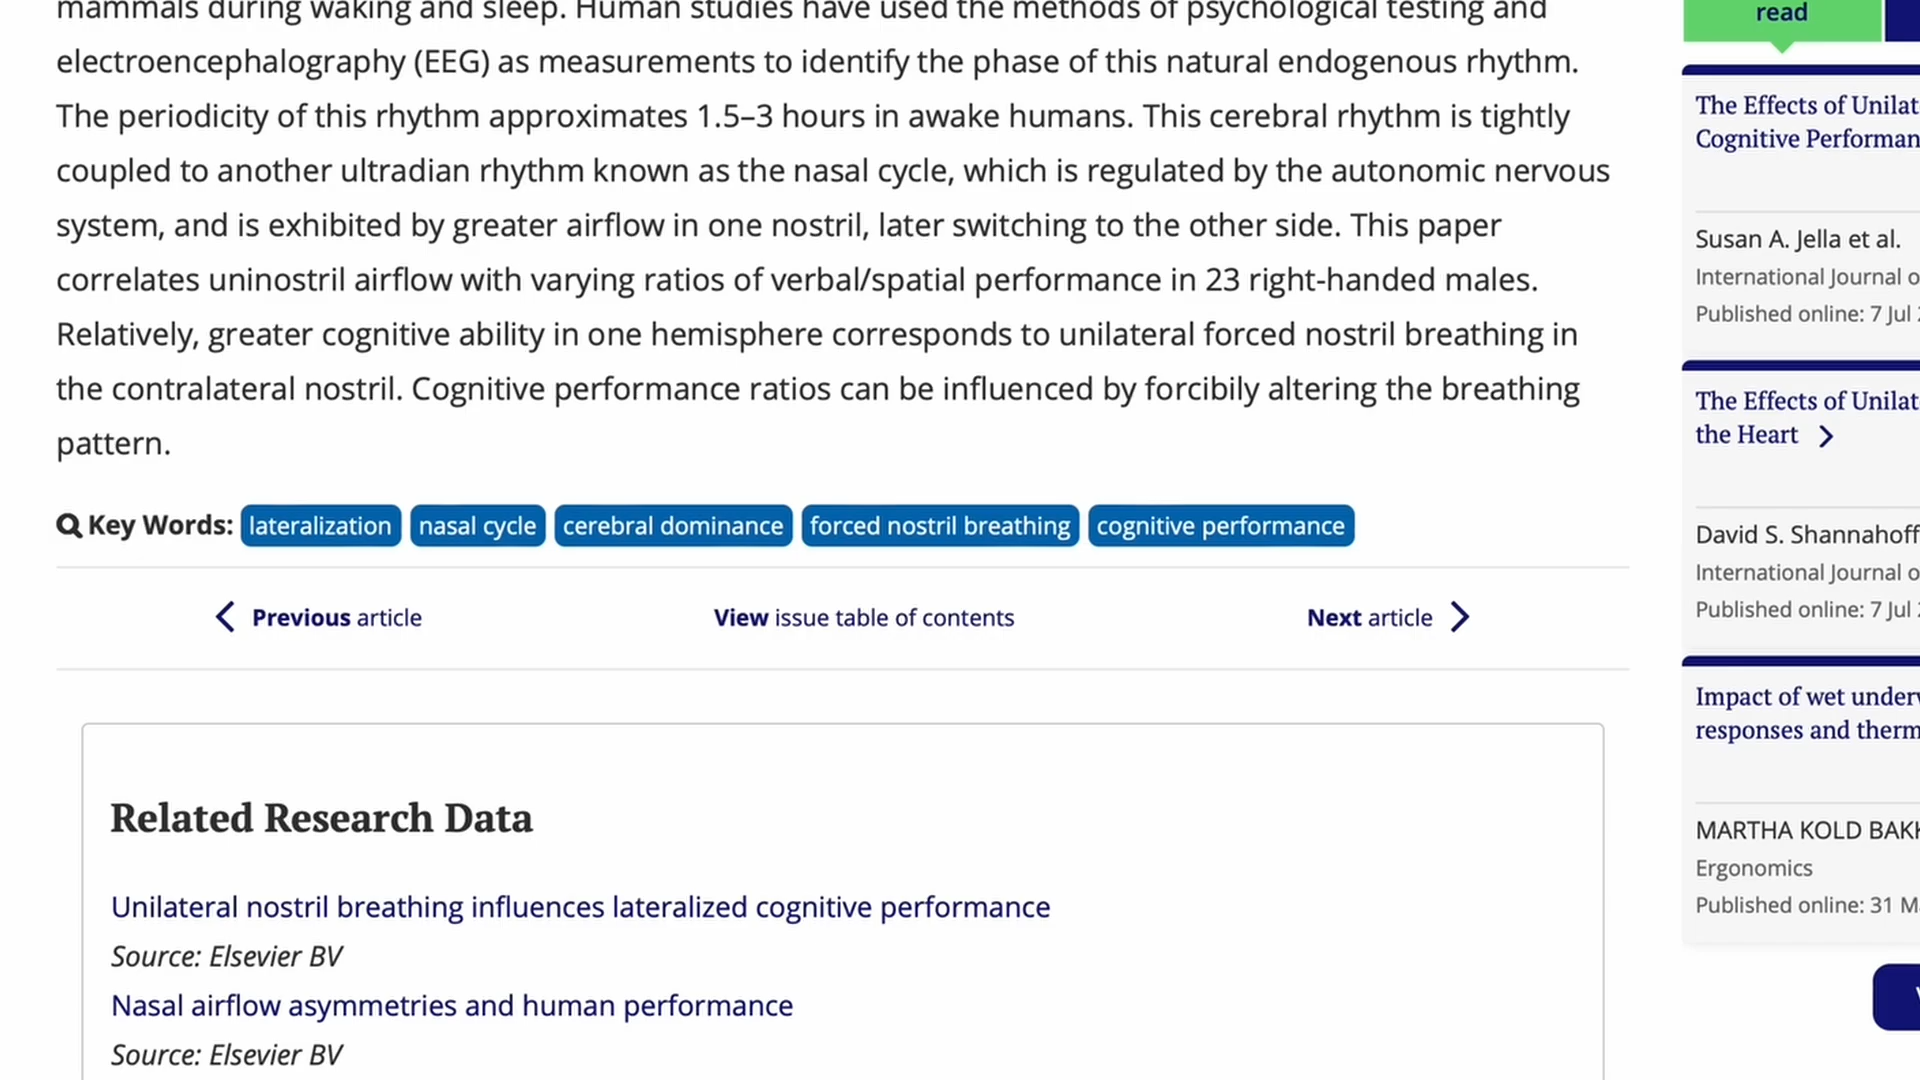 mammals during waking and sleep. Human studies have used the methods of psychological testing and
electroencephalography (EEG) as measurements to identify the phase of this natural endogenous rhythm.
The periodicity of this rhythm approximates 1.5–3 hours in awake humans. This cerebral rhythm is tightly
coupled to another ultradian rhythm known as the nasal cycle, which is regulated by the autonomic nervous
system, and is exhibited by greater airflow in one nostril, later switching to the other side. This paper
correlates uninostril airflow with varying ratios of verbal/spatial performance in 23 right-handed males.
Relatively, greater cognitive ability in one hemisphere corresponds to unilateral forced nostril breathing in
the contralateral nostril. Cognitive performance ratios can be influenced by forcibily altering the breathing
pattern.
Key Words: lateralization nasal cycle cerebral dominance forced nostril breathing cognitive performance
Previous article View issue table of contents Next article
Related Research Data
Unilateral nostril breathing influences lateralized cognitive performance
Source: Elsevier BV
Nasal airflow asymmetries and human performance
Source: Elsevier BV
read
The Effects of Unilat
Cognitive Performan
Susan A. Jella et al.
International Journal o
Published online: 7 Jul
The Effects of Unilat
the Heart
David S. Shannahoff
International Journal o
Published online: 7 Jul
Impact of wet underw
responses and therm
MARTHA KOLD BAKK
Ergonomics
Published online: 31 M